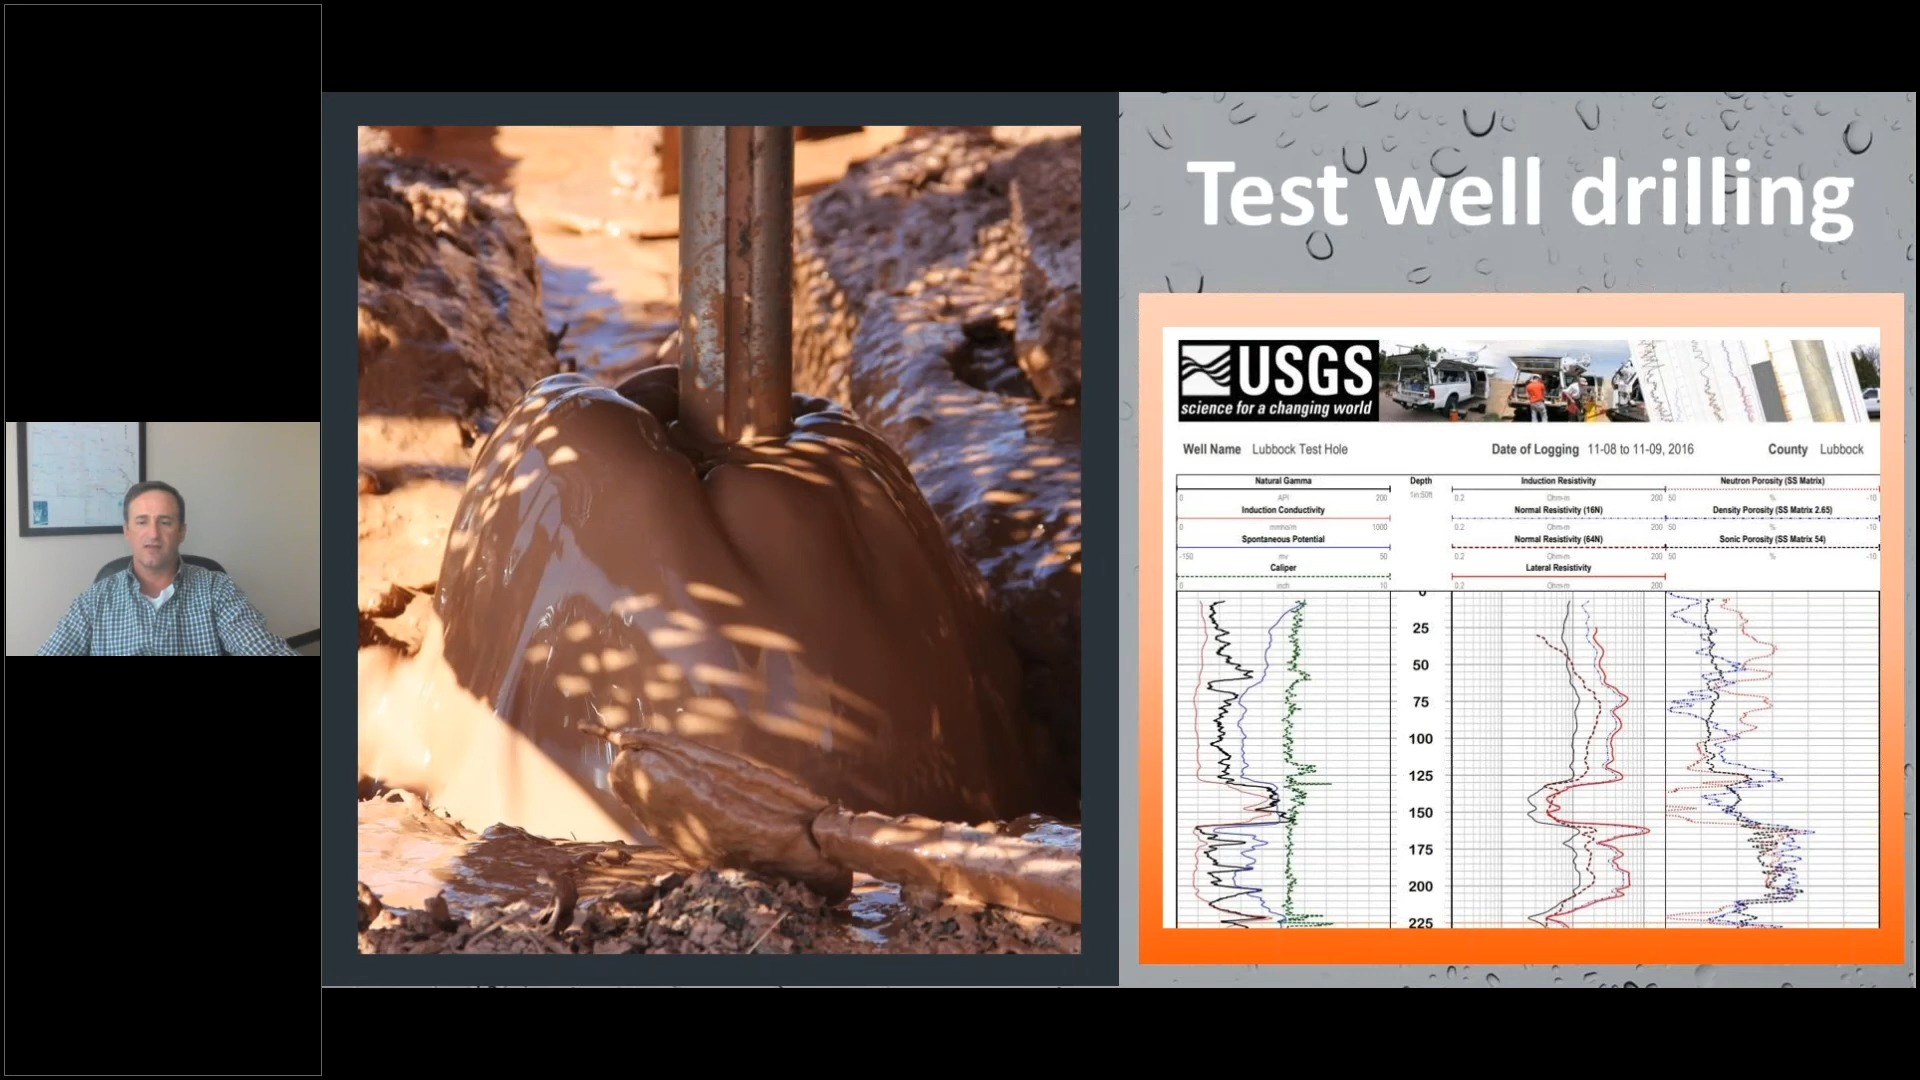 Test well drilling
USGS
science for a changing world
Well Name Lubbock Test Hole Date of Logging 11-08 to 11-09, 2016 County Lubbock
Natural Gamma Depth Induction Resistivity Neutron Porosity (SS Matrix)
0 API 200 1in:50ft 0.2 Ohm-m 200 50 % -10
Induction Conductivity Normal Resistivity (16N) Density Porosity (SS Matrix 2.65)
0 mmho/m 1000 0.2 Ohm-m 200 50 % -10
Spontaneous Potential Normal Resistivity (64N) Sonic Porosity (SS Matrix 54)
-150 mv 50 0.2 Ohm-m 200 50 % -10
Caliper Lateral Resistivity
0 inch 10 0.2 Ohm-m 200
0
25
50
75
100
125
150
175
200
225